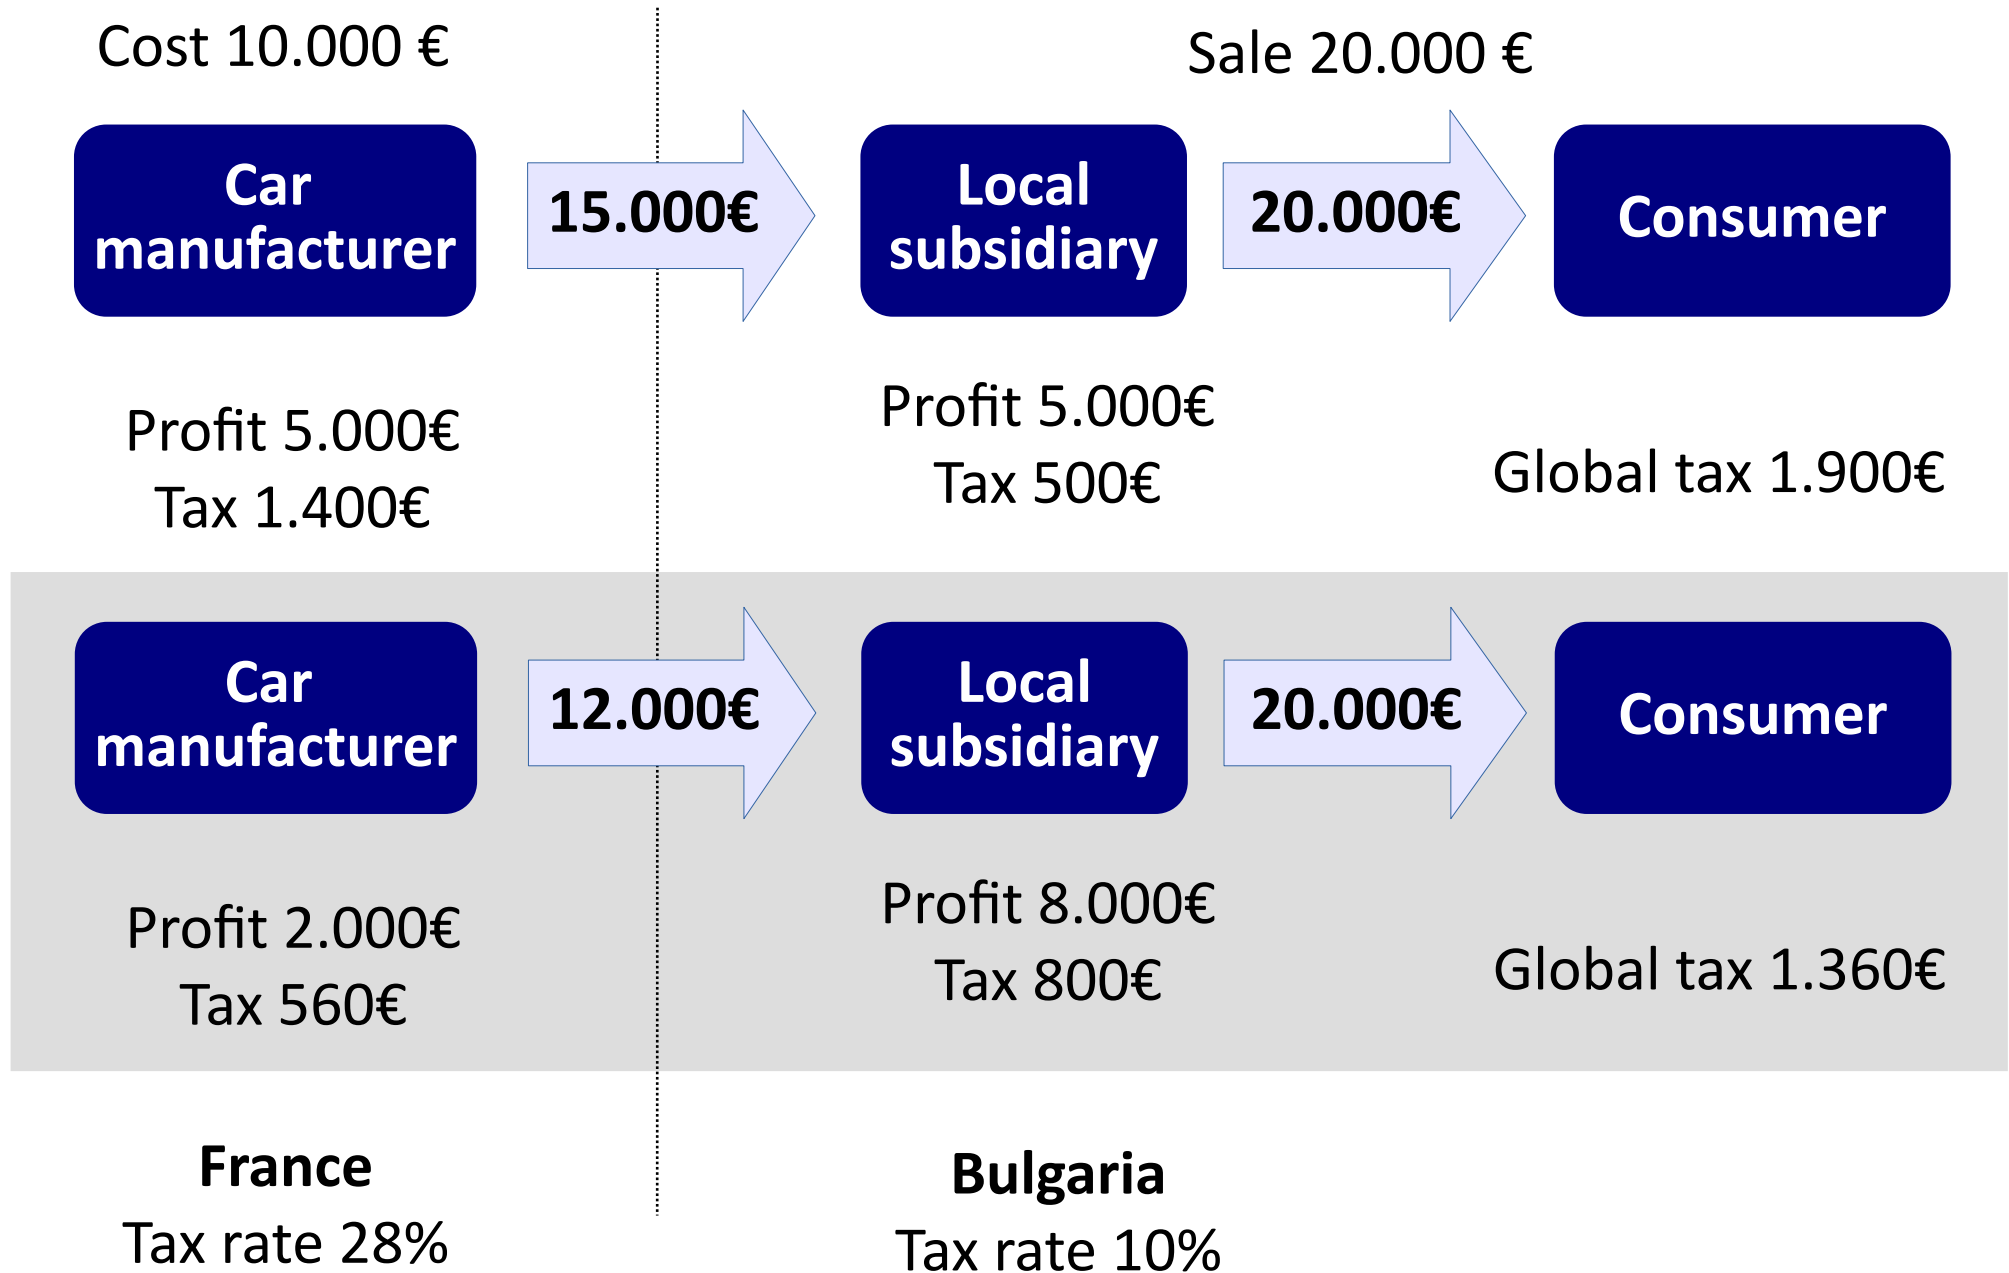 Cost 10.000 €
Sale 20.000 €
Car
manufacturer
15.000€
Local
subsidiary
20.000€
Consumer
Profit 5.000€
Tax 1.400€
Profit 5.000€
Tax 500€
Global tax 1.900€
Car
manufacturer
12.000€
Local
subsidiary
20.000€
Consumer
Profit 2.000€
Tax 560€
Profit 8.000€
Tax 800€
Global tax 1.360€
France
Tax rate 28%
Bulgaria
Tax rate 10%